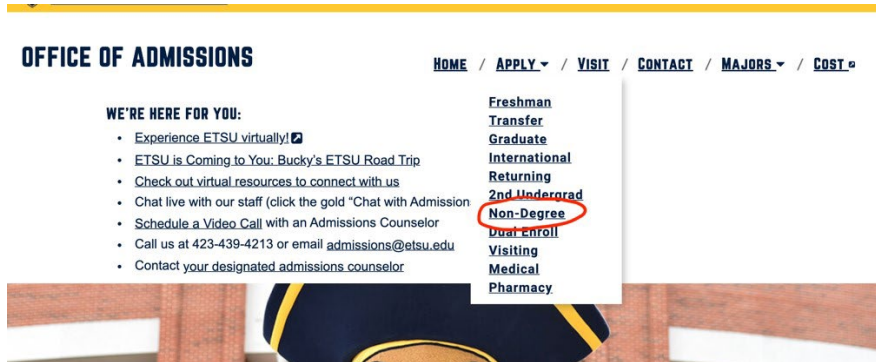 OFFICE OF ADMISSIONS
HOME / APPLY / VISIT / CONTACT / MAJORS / COST
WE'RE HERE FOR YOU:
• Experience ETSU virtually!
• ETSU is Coming to You: Bucky's ETSU Road Trip
• Check out virtual resources to connect with us
• Chat live with our staff (click the gold "Chat with Admission
• Schedule a Video Call with an Admissions Counselor
• Call us at 423-439-4213 or email admissions@etsu.edu
• Contact your designated admissions counselor
Freshman
Transfer
Graduate
International
Returning
2nd Undergrad
Non-Degree
Dual Enroll
Visiting
Medical
Pharmacy